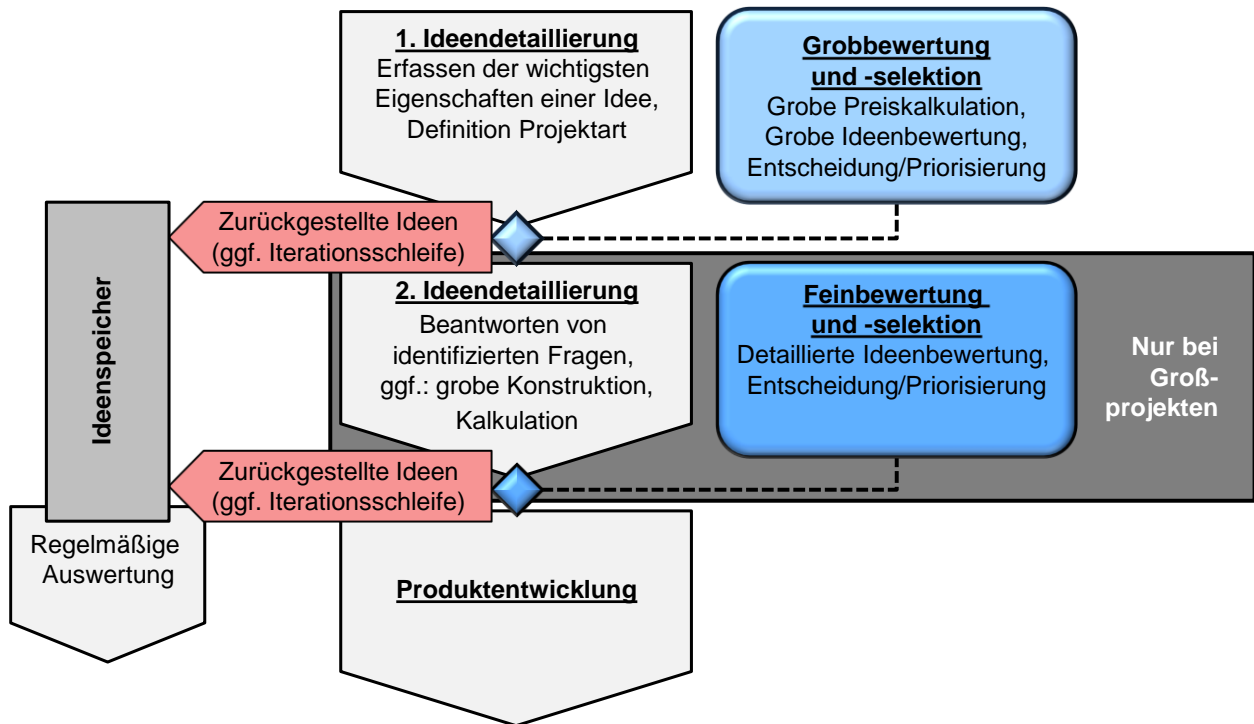 1. Ideendetaillierung
Erfassen der wichtigsten
Eigenschaften einer Idee,
Definition Projektart
Grobbewertung
und -selektion
Grobe Preiskalkulation,
Grobe Ideenbewertung,
Entscheidung/Priorisierung
Zurückgestellte Ideen
(ggf. Iterationsschleife)
Ideenspeicher
2. Ideendetaillierung
Beantworten von
identifizierten Fragen,
ggf.: grobe Konstruktion,
Kalkulation
Feinbewertung
und -selektion
Detaillierte Ideenbewertung,
Entscheidung/Priorisierung
Nur bei
Groß-
projekten
Zurückgestellte Ideen
(ggf. Iterationsschleife)
Regelmäßige
Auswertung
Produktentwicklung